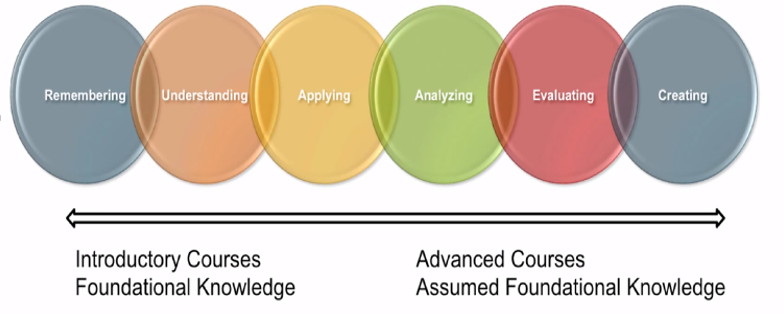 Remembering
Understanding
Applying
Analyzing
Evaluating
Creating
Introductory Courses
Foundational Knowledge
Advanced Courses
Assumed Foundational Knowledge